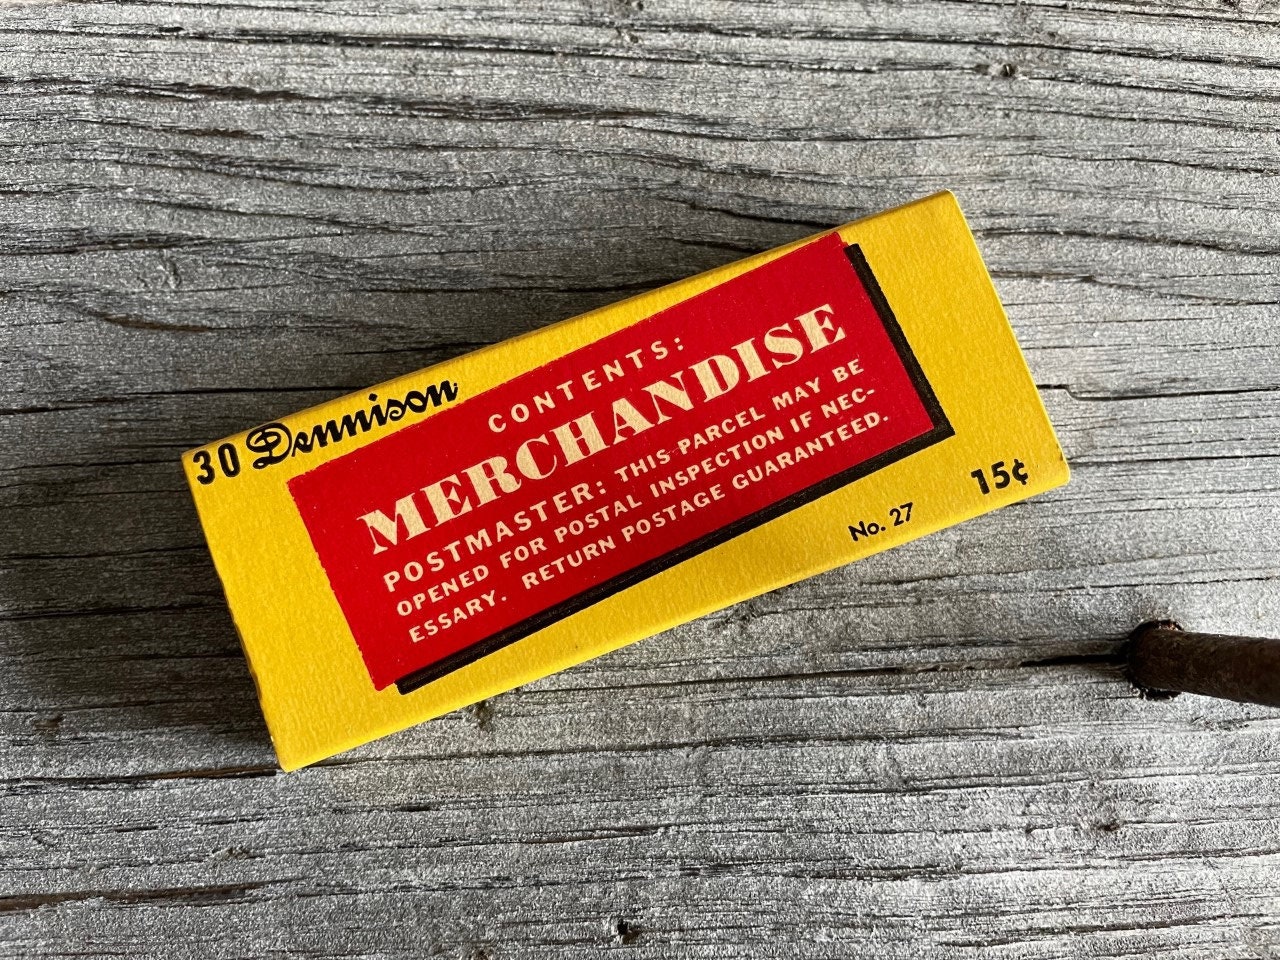 30 Dennison
CONTENTS:
MERCHANDISE
POSTMASTER: THIS PARCEL MAY BE
OPENED FOR POSTAL INSPECTION IF NEC-
ESSARY. RETURN POSTAGE GUARANTEED.
No. 27
15¢